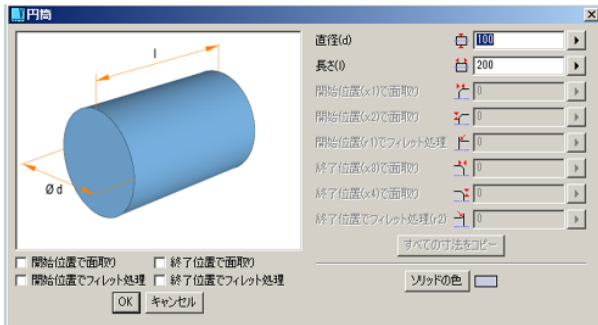 円筒
l
Ø d
直径(d)
100
長さ(l)
200
開始位置(x1)で面取り
0
開始位置(x2)で面取り
0
開始位置(r1)でフィレット処理
0
終了位置(x3)で面取り
0
終了位置(x4)で面取り
0
終了位置でフィレット処理(r2)
0
すべての寸法をコピー
開始位置で面取り 終了位置で面取り
開始位置でフィレット処理 終了位置でフィレット処理
ソリッドの色
OK キャンセル